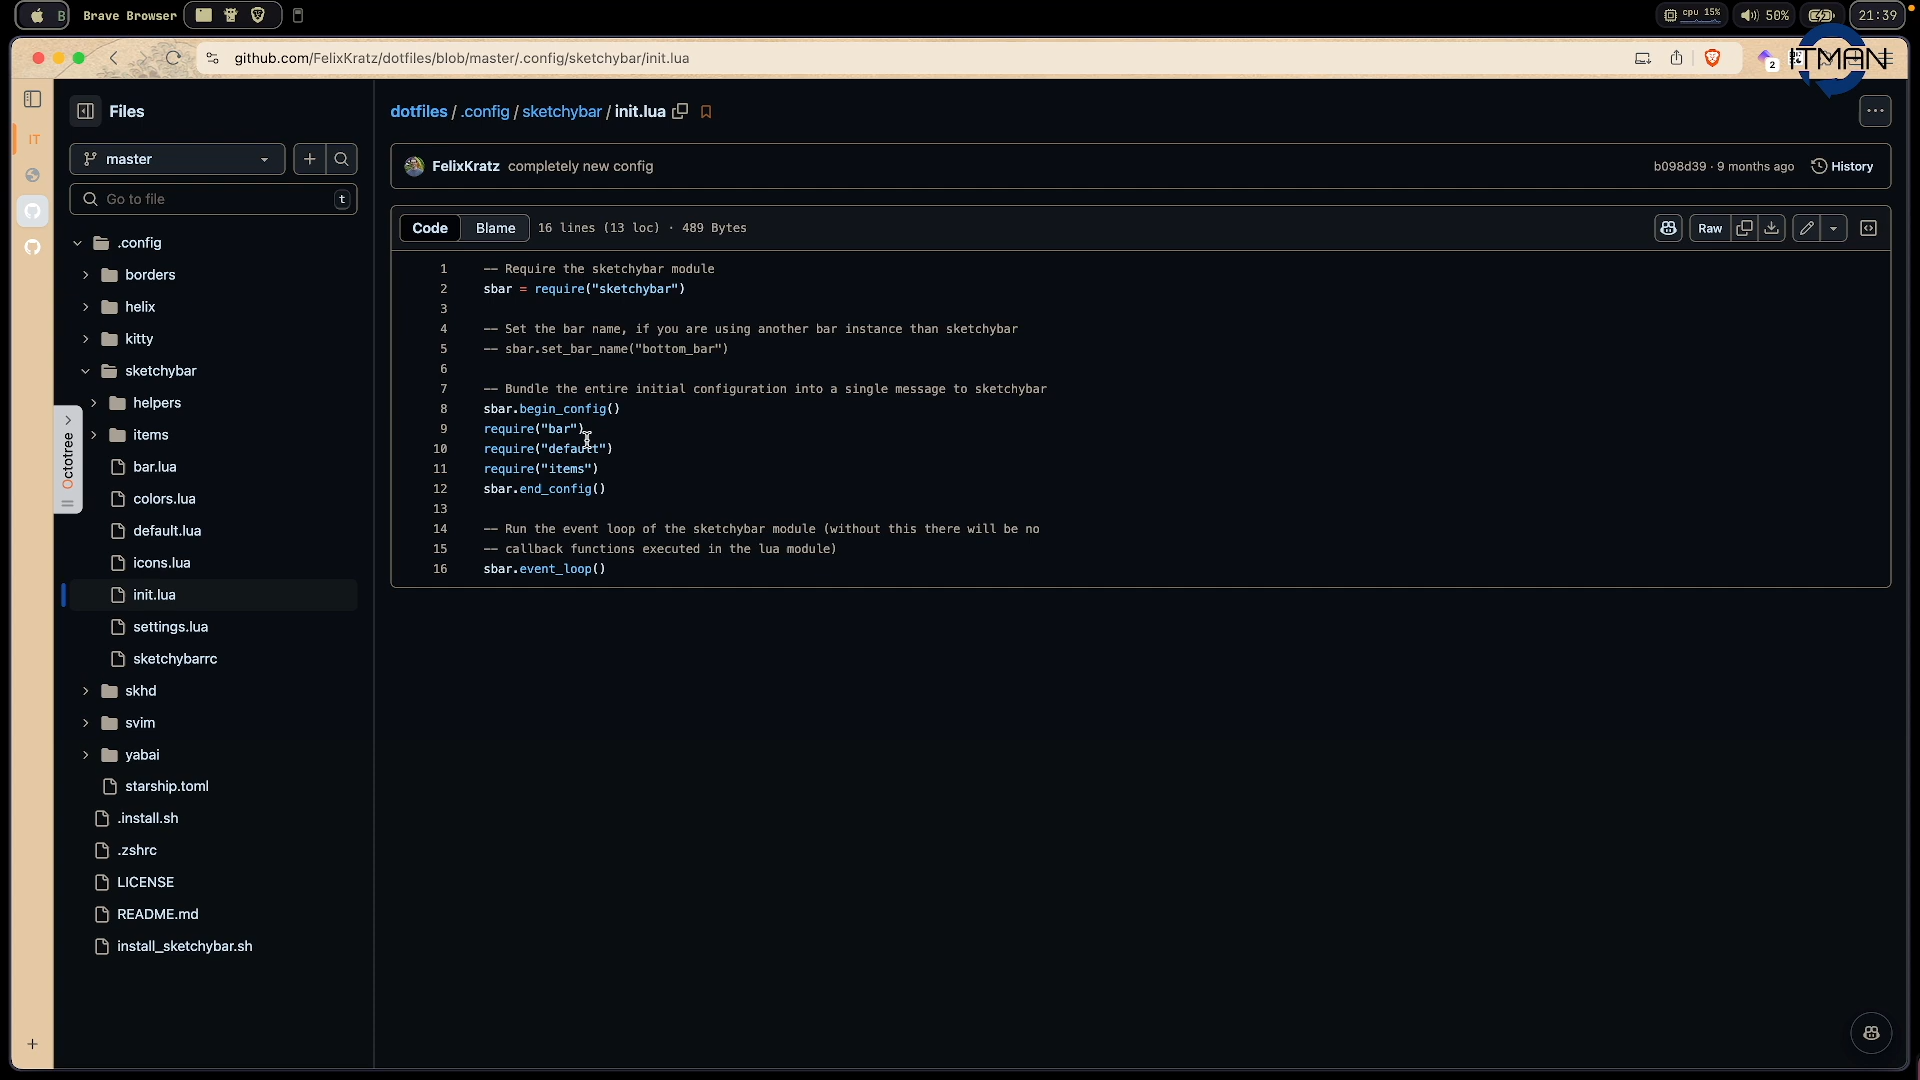 B Brave Browser
cpu 15%
50%
21:39
github.com/FelixKratz/dotfiles/blob/master/.config/sketchybar/init.lua
2
ITMAN
IT
Files
master
Go to file
t
.config
borders
helix
kitty
sketchybar
helpers
items
bar.lua
colors.lua
default.lua
icons.lua
init.lua
settings.lua
sketchybarrc
skhd
svim
yabai
starship.toml
.install.sh
.zshrc
LICENSE
README.md
install_sketchybar.sh
Octotree
dotfiles / .config / sketchybar / init.lua
FelixKratz completely new config
b098d39 · 9 months ago
History
Code Blame 16 lines (13 loc) · 489 Bytes
Raw
1 -- Require the sketchybar module
2 sbar = require("sketchybar")
3
4 -- Set the bar name, if you are using another bar instance than sketchybar
5 -- sbar.set_bar_name("bottom_bar")
6
7 -- Bundle the entire initial configuration into a single message to sketchybar
8 sbar.begin_config()
9 require("bar")
10 require("default")
11 require("items")
12 sbar.end_config()
13
14 -- Run the event loop of the sketchybar module (without this there will be no
15 -- callback functions executed in the lua module)
16 sbar.event_loop()